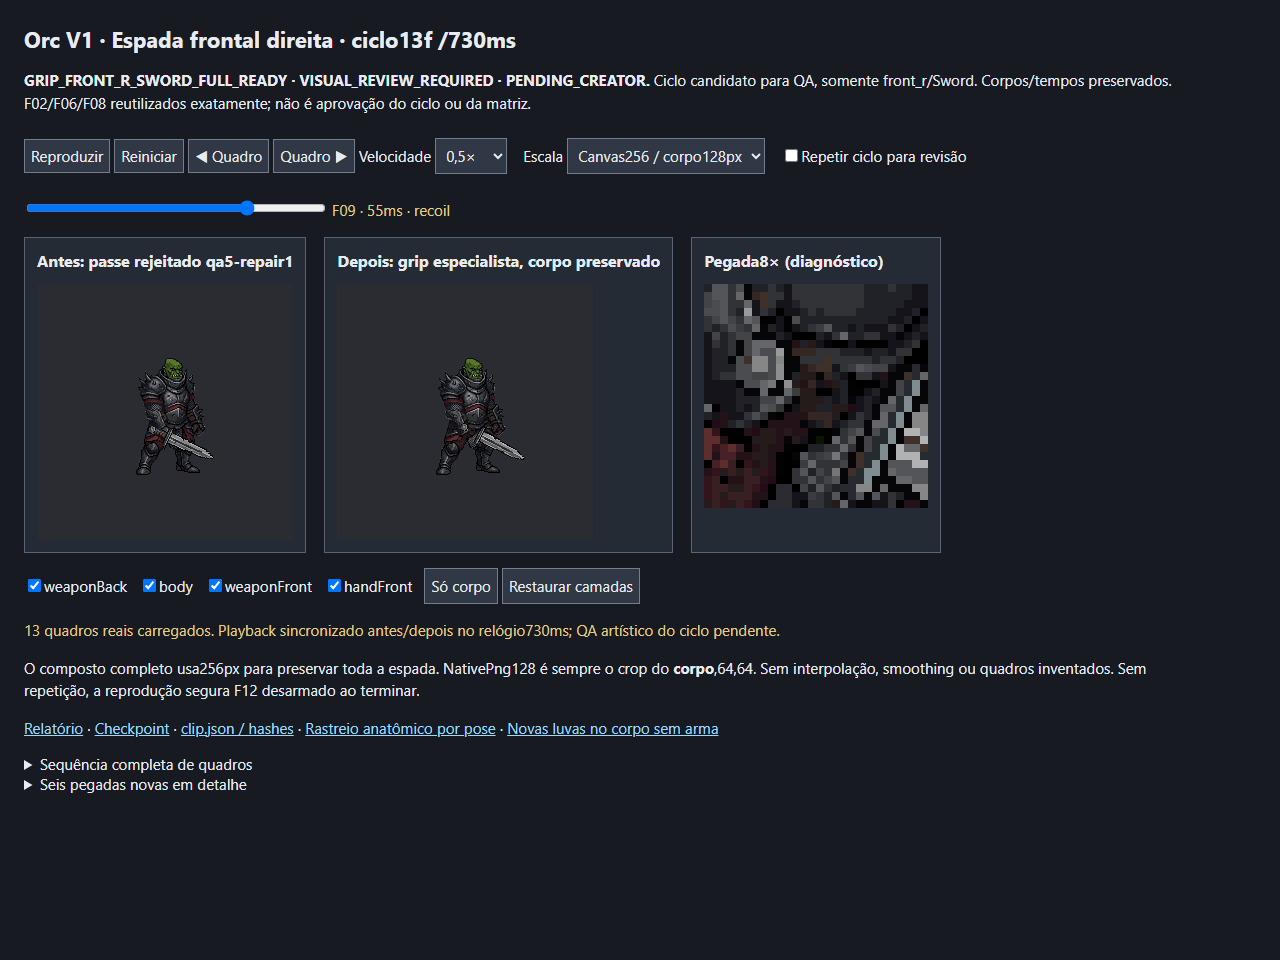 Orc V1 · Espada frontal direita · ciclo13f /730ms
GRIP_FRONT_R_SWORD_FULL_READY · VISUAL_REVIEW_REQUIRED · PENDING_CREATOR. Ciclo candidato para QA, somente front_r/Sword. Corpos/tempos preservados.
F02/F06/F08 reutilizados exatamente; não é aprovação do ciclo ou da matriz.
Reproduzir Reiniciar ◀ Quadro Quadro ▶ Velocidade 0,5× Escala Canvas256 / corpo128px Repetir ciclo para revisão
F09 · 55ms · recoil
Antes: passe rejeitado qa5-repair1
Depois: grip especialista, corpo preservado
Pegada8× (diagnóstico)
weaponBack body weaponFront handFront Só corpo Restaurar camadas
13 quadros reais carregados. Playback sincronizado antes/depois no relógio730ms; QA artístico do ciclo pendente.
O composto completo usa256px para preservar toda a espada. NativePng128 é sempre o crop do corpo,64,64. Sem interpolação, smoothing ou quadros inventados. Sem
repetição, a reprodução segura F12 desarmado ao terminar.
Relatório · Checkpoint · clip.json / hashes · Rastreio anatômico por pose · Novas luvas no corpo sem arma
▶ Sequência completa de quadros
▶ Seis pegadas novas em detalhe